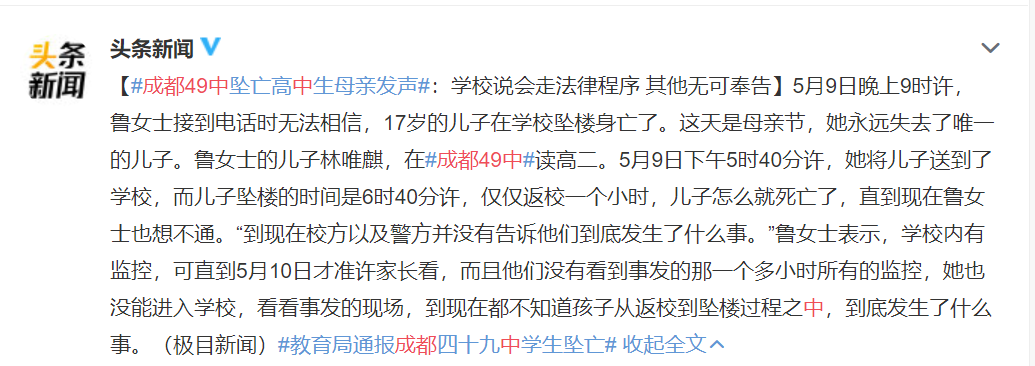 头条
新闻
头条新闻
【#成都49中坠亡高中生母亲发声#：学校说会走法律程序 其他无可奉告】5月9日晚上9时许，
鲁女士接到电话时无法相信，17岁的儿子在学校坠楼身亡了。这天是母亲节，她永远失去了唯一
的儿子。鲁女士的儿子林唯麒，在#成都49中#读高二。5月9日下午5时40分许，她将儿子送到了
学校，而儿子坠楼的时间是6时40分许，仅仅返校一个小时，儿子怎么就死亡了，直到现在鲁女
士也想不通。“到现在校方以及警方并没有告诉他们到底发生了什么事。”鲁女士表示，学校内有
监控，可直到5月10日才准许家长看，而且他们没有看到事发的那一个多小时所有的监控，她也
没能进入学校，看看事发的现场，到现在都不知道孩子从返校到坠楼过程之中，到底发生了什么
事。（极目新闻）#教育局通报成都四十九中学生坠亡# 收起全文